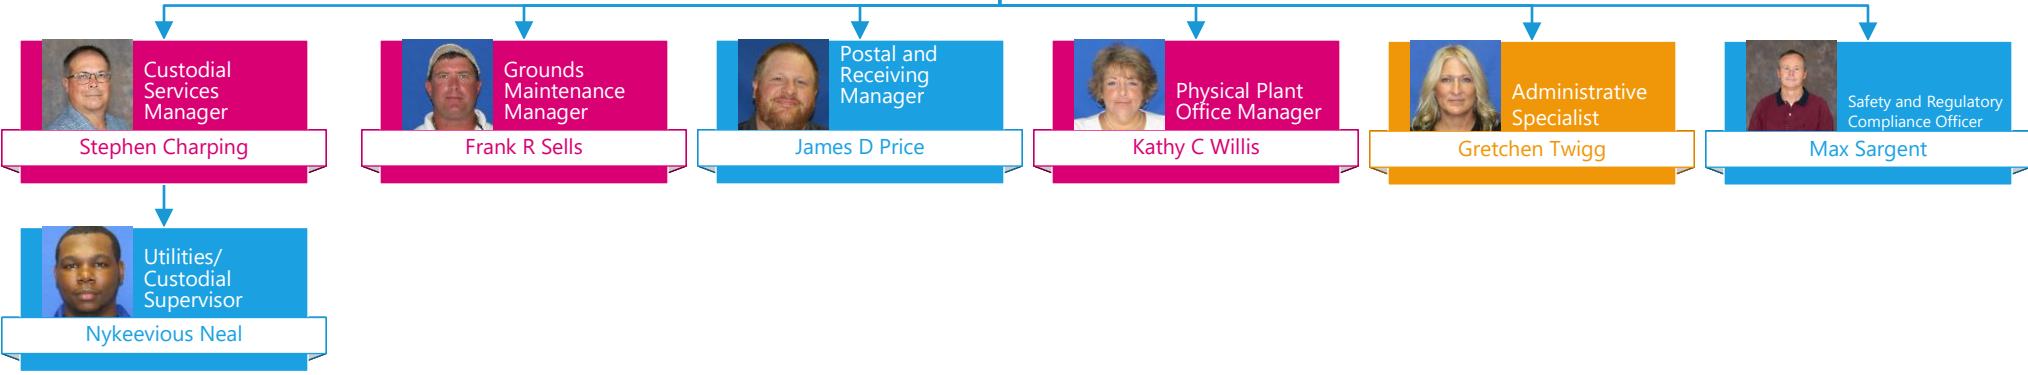 Custodial
Services
Manager
Stephen Charping
Grounds
Maintenance
Manager
Frank R Sells
Postal and
Receiving
Manager
James D Price
Physical Plant
Office Manager
Kathy C Willis
Administrative
Specialist
Gretchen Twigg
Safety and Regulatory
Compliance Officer
Max Sargent
Utilities/
Custodial
Supervisor
Nykeevious Neal